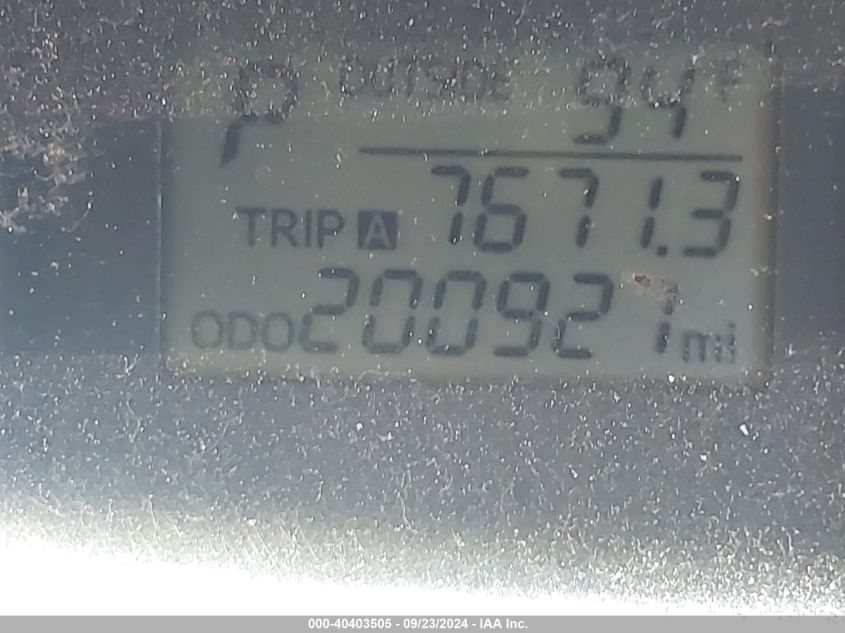 P OUTSIDE 94°F
TRIP A 7671.3
ODO 200921 mi
000-40403505 - 09/23/2024 - IAA Inc.